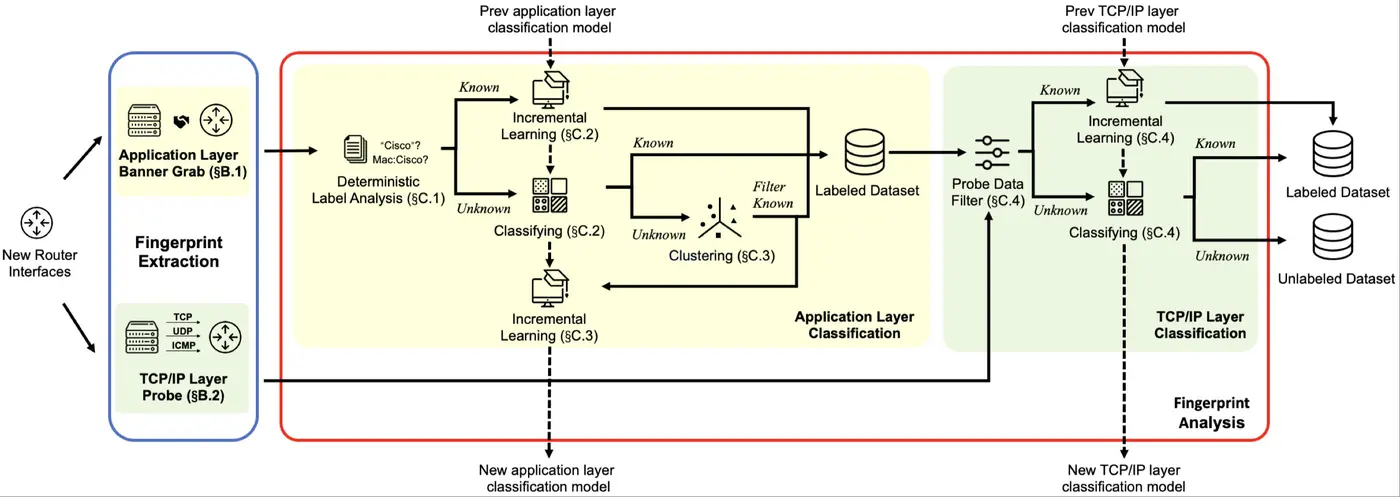 Prev application layer
classification model
Prev TCP/IP layer
classification model
New Router
Interfaces
Application Layer
Banner Grab (§B.1)
Fingerprint
Extraction
TCP
UDP
ICMP
TCP/IP Layer
Probe (§B.2)
"Cisco"?
Mac:Cisco?
Deterministic
Label Analysis (§C.1)
Known
Unknown
Incremental
Learning (§C.2)
Classifying (§C.2)
Incremental
Learning (§C.3)
Known
Unknown
Clustering (§C.3)
Filter
Known
Labeled Dataset
Application Layer
Classification
Probe Data
Filter (§C.4)
Known
Unknown
Incremental
Learning (§C.4)
Classifying (§C.4)
Known
Unknown
TCP/IP Layer
Classification
Labeled Dataset
Unlabeled Dataset
Fingerprint
Analysis
New application layer
classification model
New TCP/IP layer
classification model